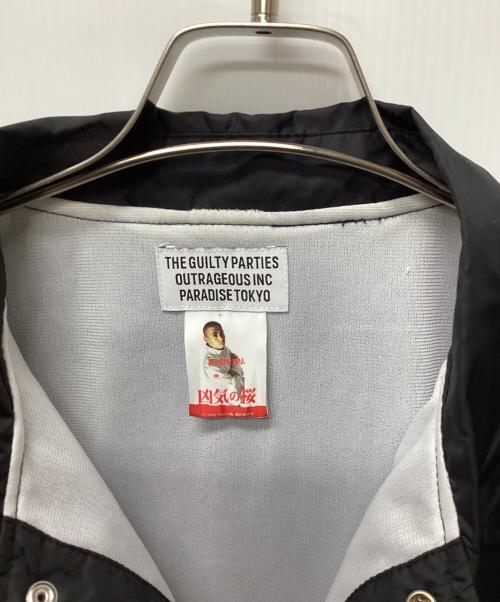 THE GUILTY PARTIES
OUTRAGEOUS INC
PARADISE TOKYO
凶気の桜